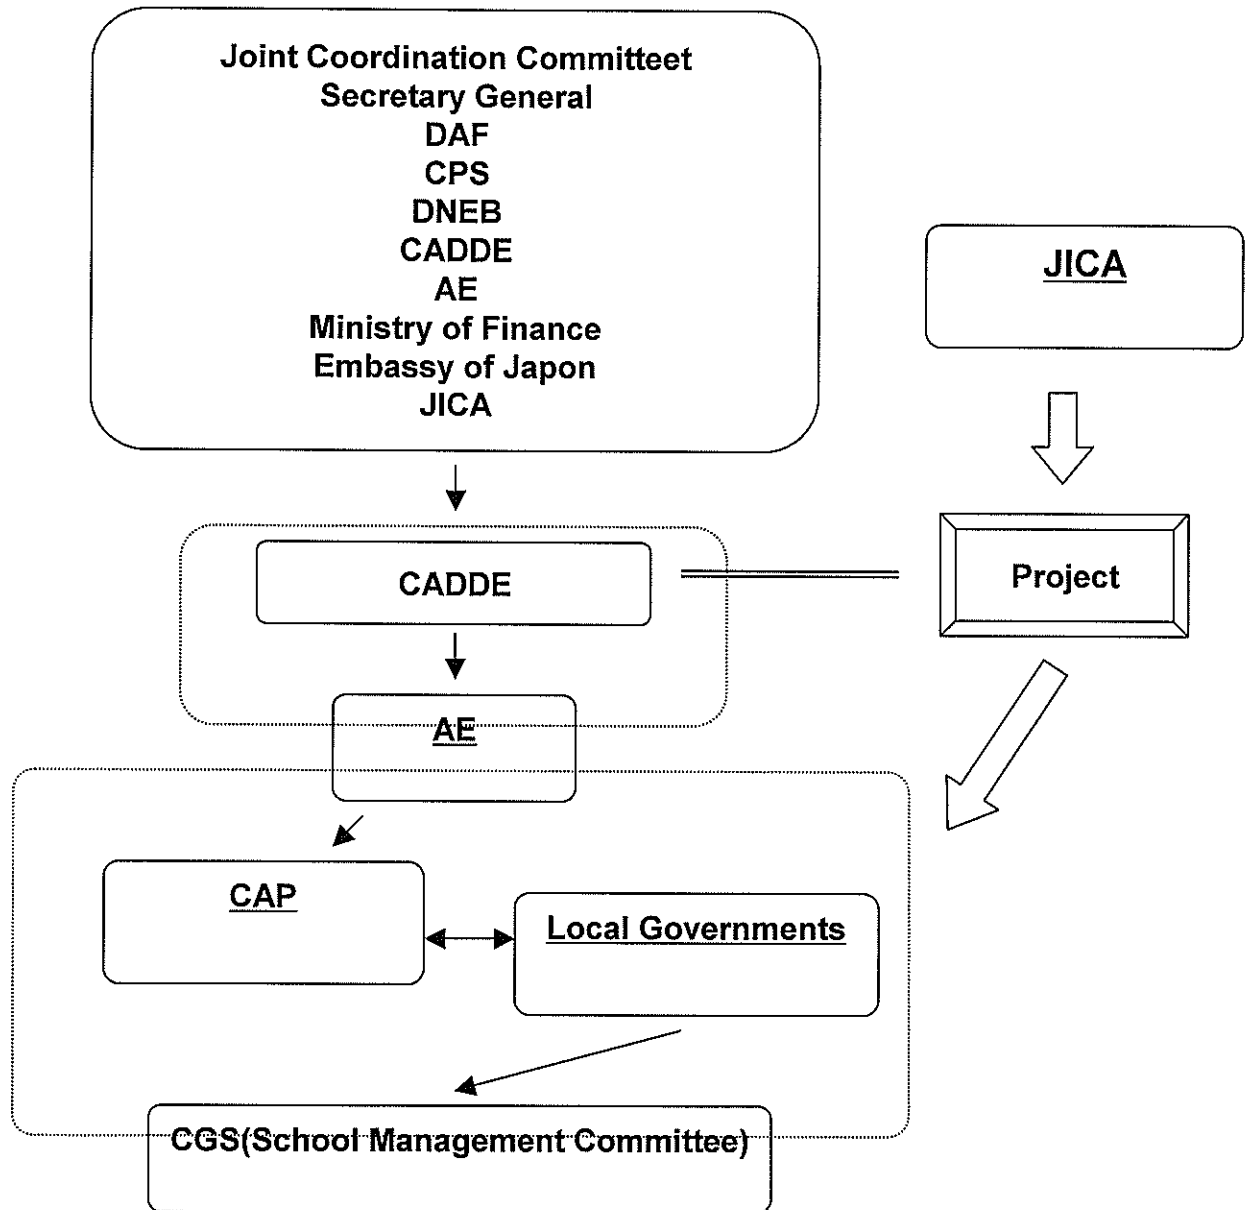 Joint Coordination Committeet
Secretary General
DAF
CPS
DNEB
CADDE
AE
Ministry of Finance
Embassy of Japon
JICA
JICA
CADDE
Project
AE
CAP
Local Governments
CGS(School Management Committee)